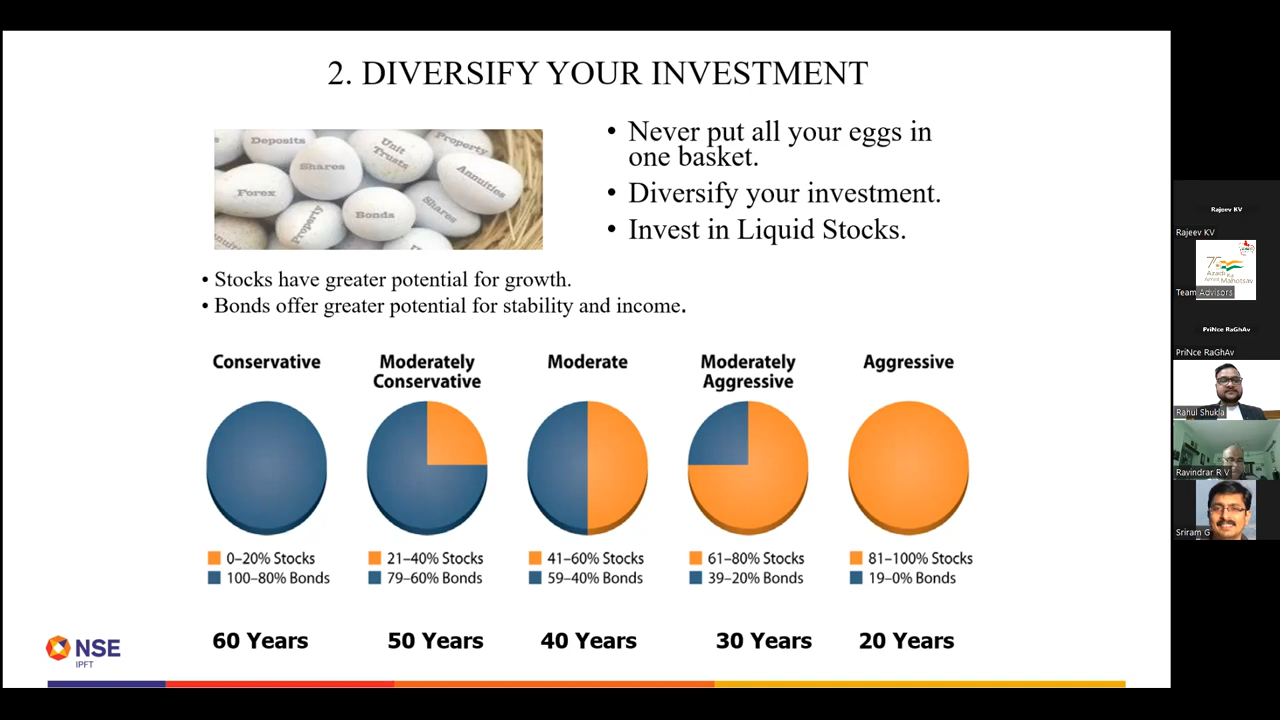 2. DIVERSIFY YOUR INVESTMENT
Deposits
Unit
Trusts
Property
Shares
Annuities
Forex
Bonds
Shares
Property
• Never put all your eggs in
one basket.
• Diversify your investment.
• Invest in Liquid Stocks.
• Stocks have greater potential for growth.
• Bonds offer greater potential for stability and income.
Conservative
Moderately
Conservative
Moderate
Moderately
Aggressive
Aggressive
0–20% Stocks
100–80% Bonds
21–40% Stocks
79–60% Bonds
41–60% Stocks
59–40% Bonds
61–80% Stocks
39–20% Bonds
81–100% Stocks
19–0% Bonds
60 Years
50 Years
40 Years
30 Years
20 Years
NSE
IPFT
Rajeev KV
Rajeev KV
Azadi Ka
Amrit Mahotsav
Team Advisors
PriNce RaGhAv
PriNce RaGhAv
Rahul Shukla
Ravindrar R V
Sriram G